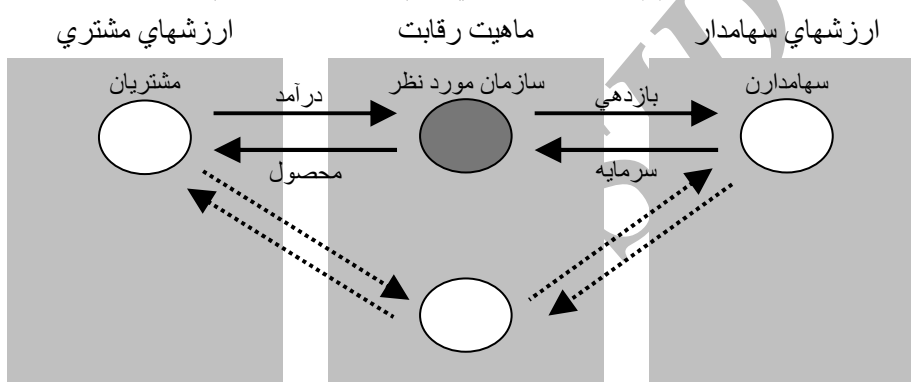 ارزشهاي سهامدار
ماهيت رقابت
ارزشهاي مشتري
سهامدارن
سازمان مورد نظر
مشتريان
بازدهي
درآمد
سرمايه
محصول